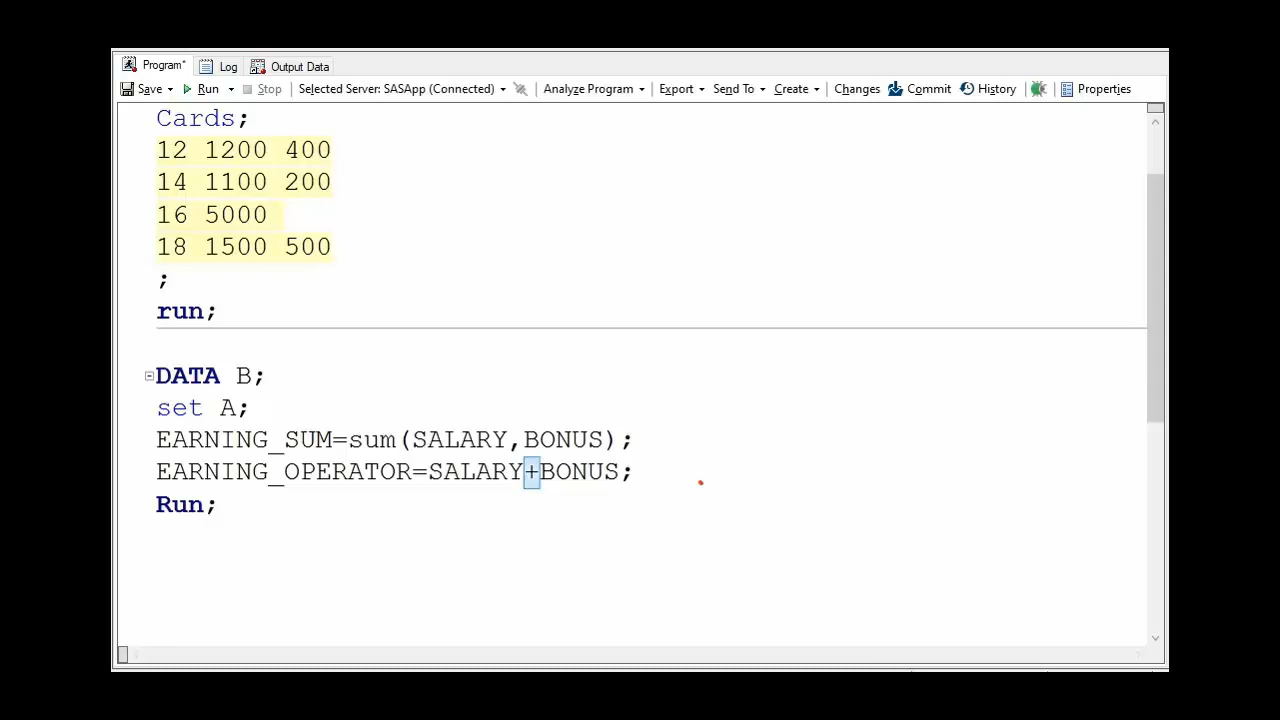 Program* Log Output Data
Save Run Stop Selected Server: SASApp (Connected) Analyze Program Export Send To Create Changes Commit History Properties
Cards;
12 1200 400
14 1100 200
16 5000
18 1500 500
;
run;
DATA B;
set A;
EARNING_SUM=sum(SALARY,BONUS);
EARNING_OPERATOR=SALARY+BONUS;
Run;